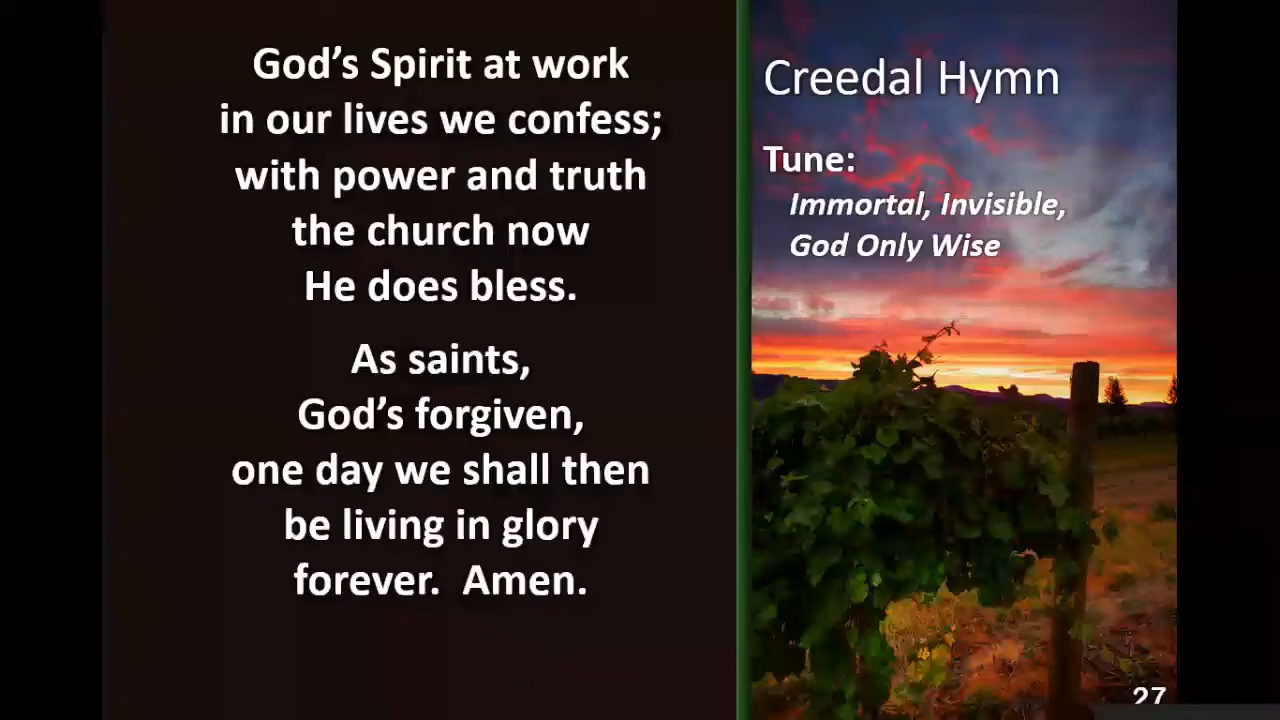 God’s Spirit at work
in our lives we confess;
with power and truth
the church now
He does bless.
As saints,
God’s forgiven,
one day we shall then
be living in glory
forever.  Amen.
Creedal Hymn
Tune:
Immortal, Invisible,
God Only Wise
27